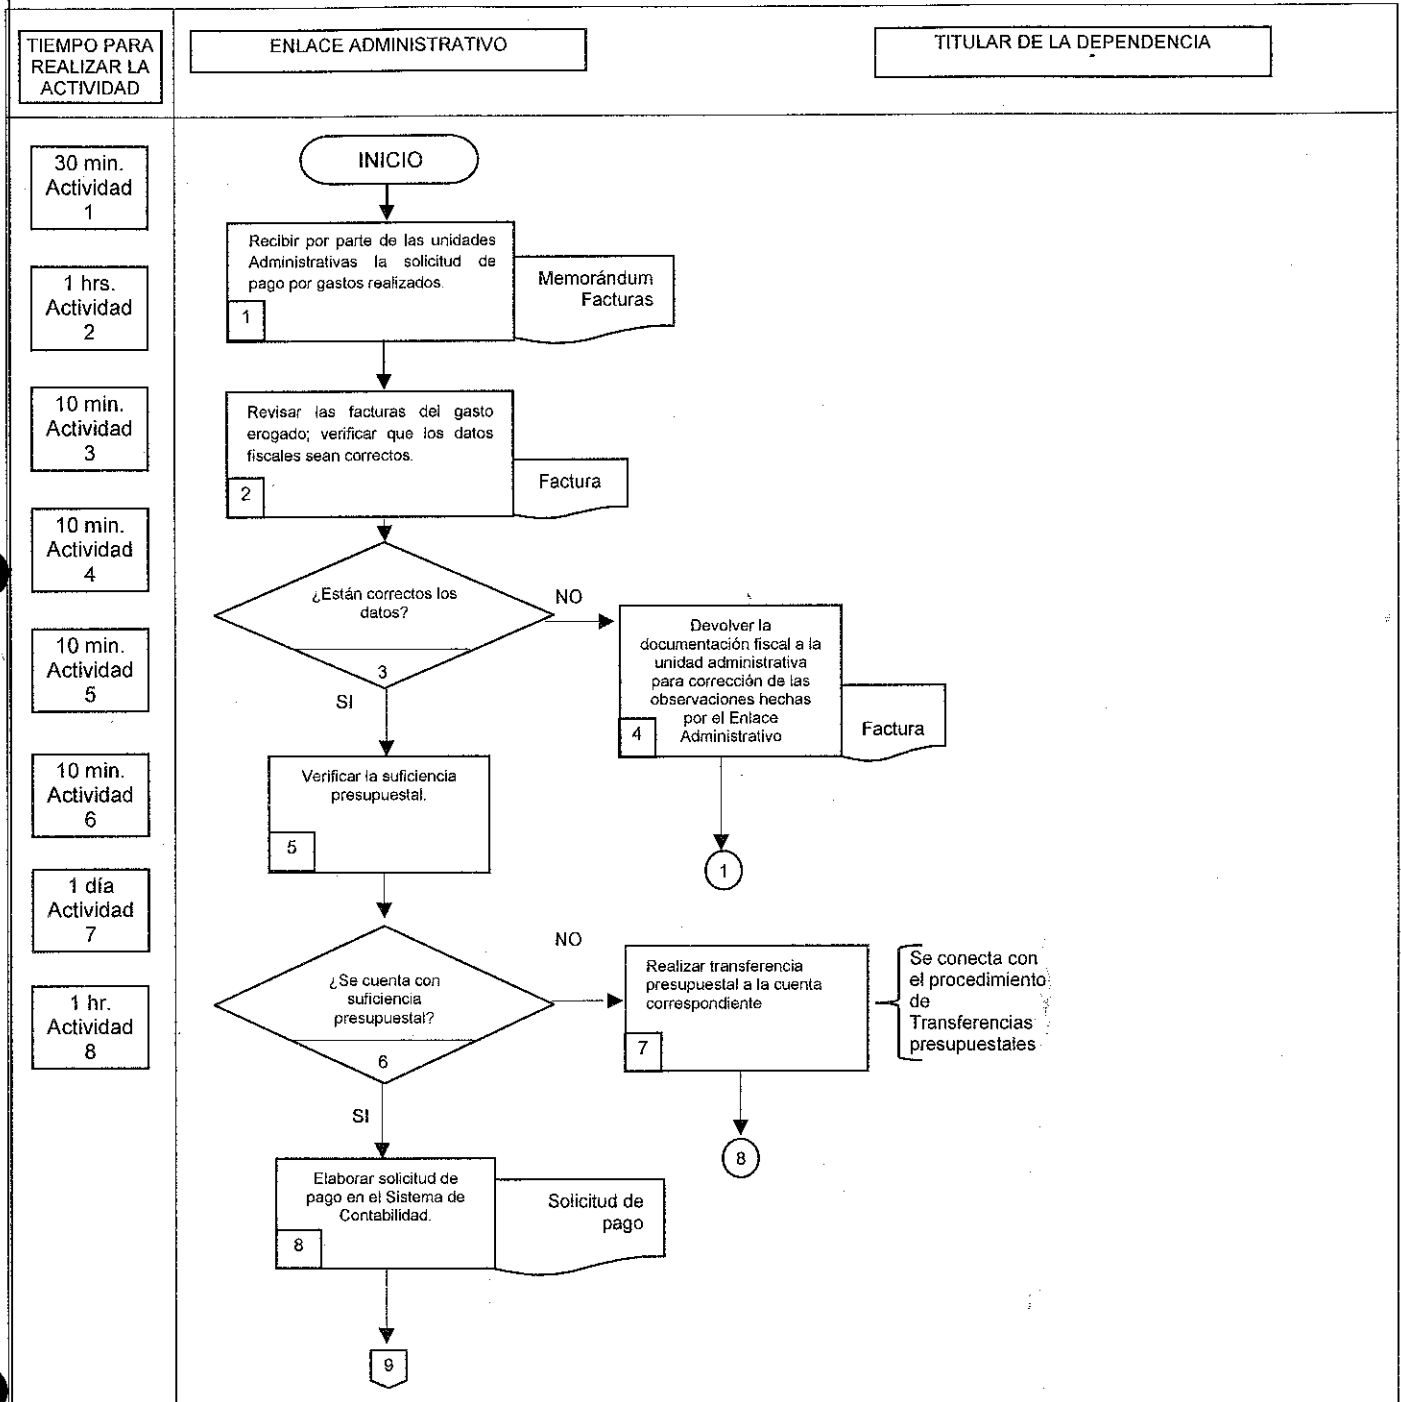 TIEMPO PARA
REALIZAR LA
ACTIVIDAD
ENLACE ADMINISTRATIVO
TITULAR DE LA DEPENDENCIA
30 min.
Actividad
1
1 hrs.
Actividad
2
10 min.
Actividad
3
10 min.
Actividad
4
10 min.
Actividad
5
10 min.
Actividad
6
1 día
Actividad
7
1 hr.
Actividad
8
INICIO
Recibir por parte de las unidades
Administrativas la solicitud de
pago por gastos realizados.
1
Memorándum
Facturas
Revisar las facturas del gasto
erogado; verificar que los datos
fiscales sean correctos.
2
Factura
¿Están correctos los
datos?
3
NO
SI
Devolver la
documentación fiscal a la
unidad administrativa
para corrección de las
observaciones hechas
por el Enlace
Administrativo
4
Factura
1
Verificar la suficiencia
presupuestal.
5
¿Se cuenta con
suficiencia
presupuestal?
6
NO
SI
Realizar transferencia
presupuestal a la cuenta
correspondiente
7
Se conecta con
el procedimiento
de
Transferencias
presupuestales
8
Elaborar solicitud de
pago en el Sistema de
Contabilidad.
8
Solicitud de
pago
9